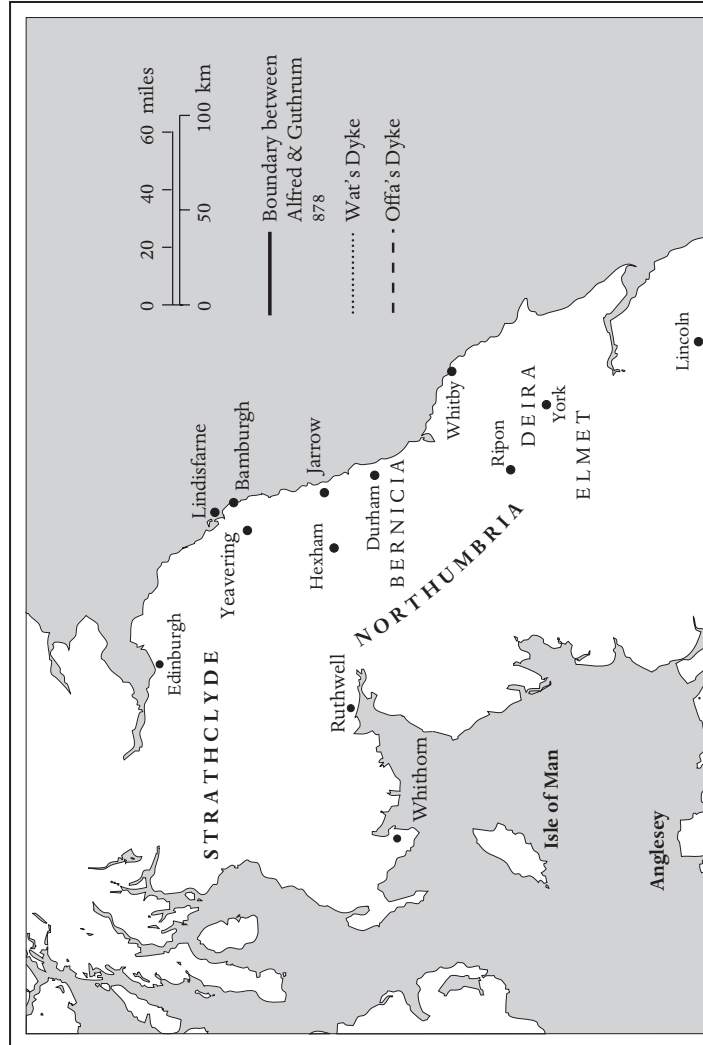 0 20 40 60 miles
0 50 100 km
Boundary between
Alfred & Guthrum
878
Wat's Dyke
Offa's Dyke
Edinburgh
STRATHCLYDE
Lindisfarne
Bamburgh
Yeavering
Jarrow
Hexham
Ruthwell
Durham
BERNICIA
NORTHUMBRIA
Whithorn
Whitby
Ripon
DEIRA
York
ELMET
Isle of Man
Anglesey
Lincoln